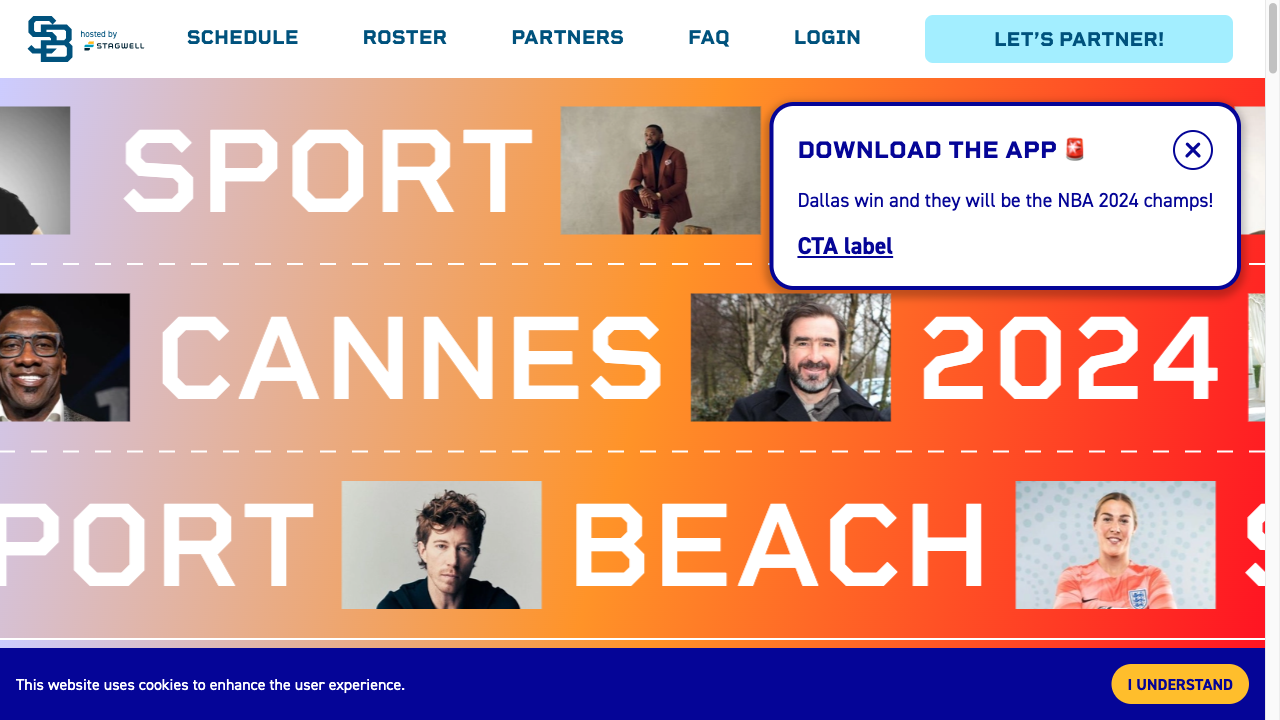 SB
hosted by
STAGWELL
SCHEDULE
ROSTER
PARTNERS
FAQ
LOGIN
LET’S PARTNER!
SPORT
DOWNLOAD THE APP 🚨
Dallas win and they will be the NBA 2024 champs!
CTA label
CANNES
2024
PORT
BEACH
S
This website uses cookies to enhance the user experience.
I UNDERSTAND